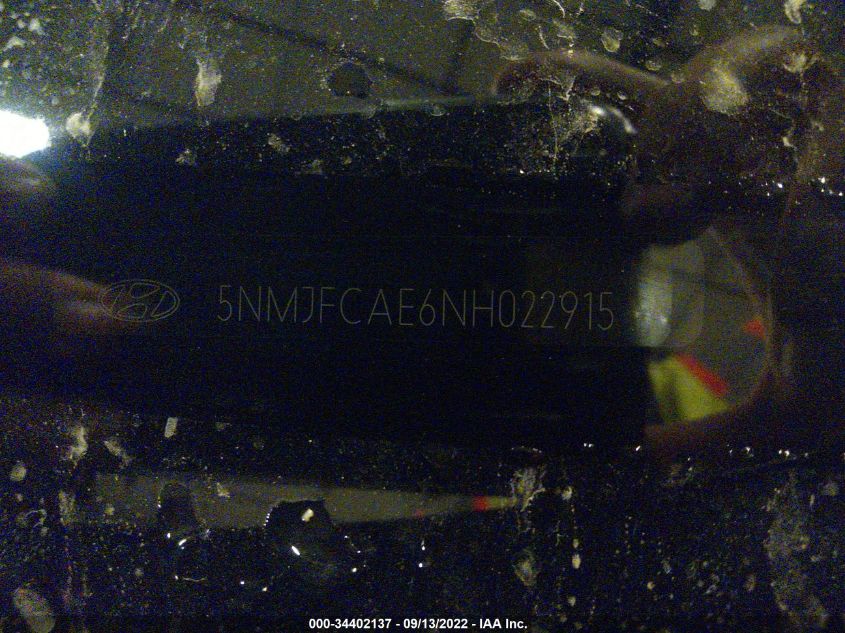 5NMJFCAE6NH022915
000-34402137 - 09/13/2022 - IAA Inc.